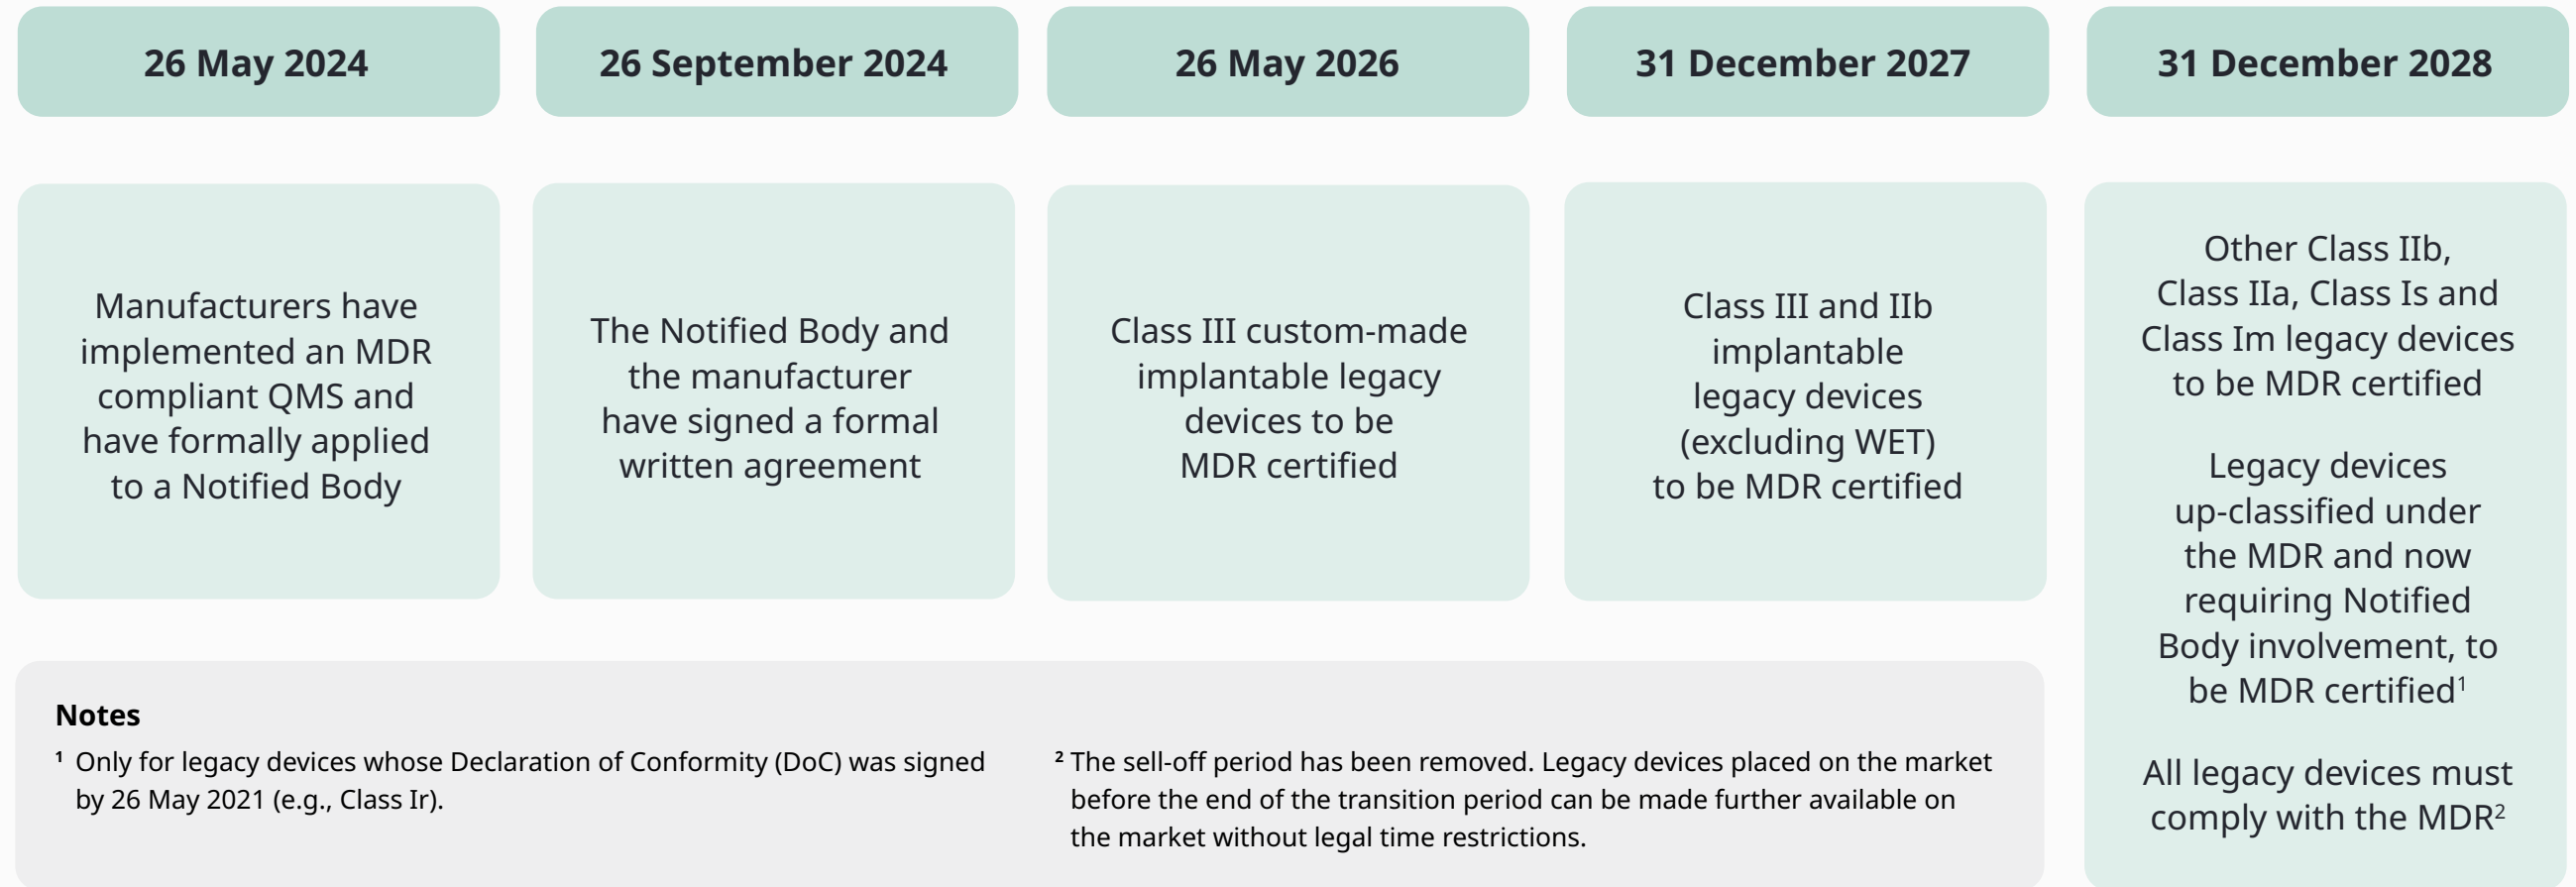 26 May 2024
Manufacturers have
implemented an MDR
compliant QMS and
have formally applied
to a Notified Body
26 September 2024
The Notified Body and
the manufacturer
have signed a formal
written agreement
26 May 2026
Class III custom-made
implantable legacy
devices to be
MDR certified
31 December 2027
Class III and IIb
implantable
legacy devices
(excluding WET)
to be MDR certified
31 December 2028
Other Class IIb,
Class IIa, Class Is and
Class Im legacy devices
to be MDR certified
Legacy devices
up-classified under
the MDR and now
requiring Notified
Body involvement, to
be MDR certified¹
All legacy devices must
comply with the MDR²
Notes
¹ Only for legacy devices whose Declaration of Conformity (DoC) was signed
by 26 May 2021 (e.g., Class Ir).
² The sell-off period has been removed. Legacy devices placed on the market
before the end of the transition period can be made further available on
the market without legal time restrictions.